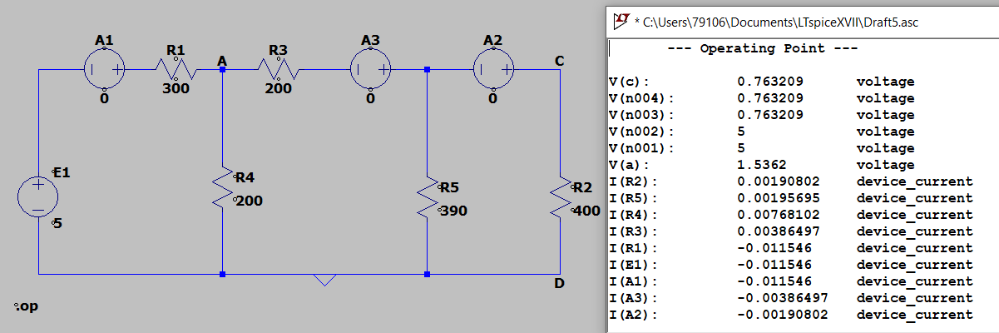 A1
R1
R3
A3
A2
A
C
300
200
0
0
0
E1
R4
R5
R2
200
390
400
5
D
.op
* C:\Users\79106\Documents\LTspiceXVII\Draft5.asc
--- Operating Point ---
V(c): 0.763209 voltage
V(n004): 0.763209 voltage
V(n003): 0.763209 voltage
V(n002): 5 voltage
V(n001): 5 voltage
V(a): 1.5362 voltage
I(R2): 0.00190802 device_current
I(R5): 0.00195695 device_current
I(R4): 0.00768102 device_current
I(R3): 0.00386497 device_current
I(R1): -0.011546 device_current
I(E1): -0.011546 device_current
I(A1): -0.011546 device_current
I(A3): -0.00386497 device_current
I(A2): -0.00190802 device_current